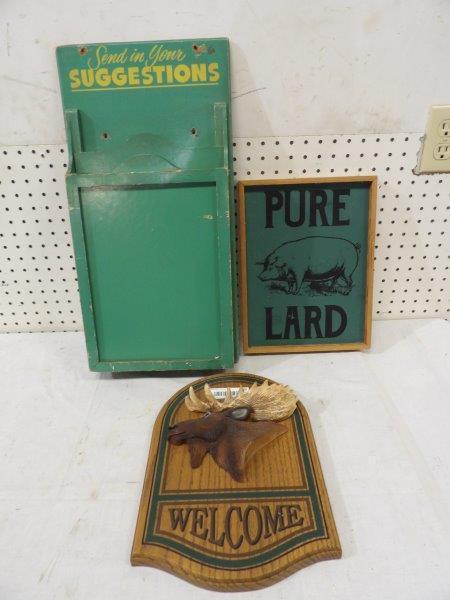 Send in Your
SUGGESTIONS
PURE
LARD
WELCOME